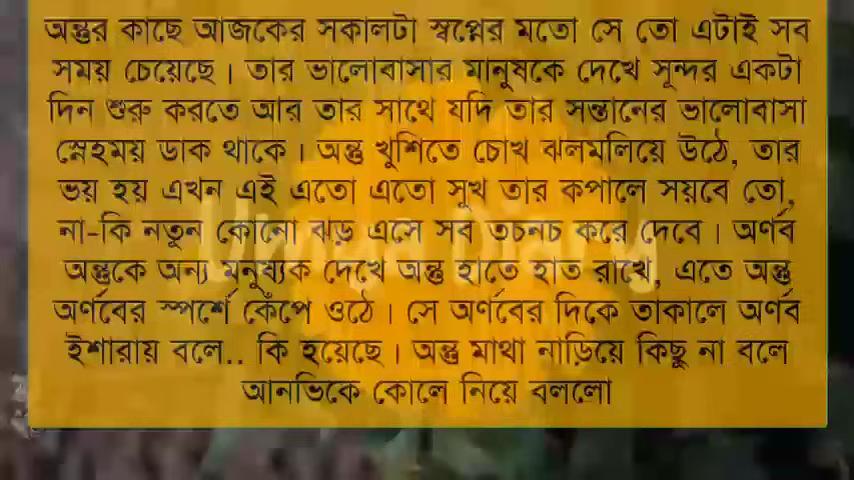 অন্তুর কাছে আজকের সকালটা স্বপ্নের মতো সে তো এটাই সব
সময় চেয়েছে। তার ভালোবাসার মানুষকে দেখে সূন্দর একটা
দিন শুরু করতে আর তার সাথে যদি তার সন্তানের ভালোবাসা
স্নেহময় ডাক থাকে। অন্তু খুশিতে চোখ ঝলমলিয়ে উঠে, তার
ভয় হয় এখন এই এতো এতো সুখ তার কপালে সয়বে তো,
না-কি নতূন কোনো ঝড় এসে সব তচনচ করে দেবে। অর্ণব
অন্তুকে অন্য মনুষ্যক দেখে অন্তু হাতে হাত রাখে, এতে অন্তু
অর্ণবের স্পর্শে কেঁপে ওঠে। সে অর্ণবের দিকে তাকালে অর্ণব
ইশারায় বলে.. কি হয়েছে। অন্তু মাথা নাড়িয়ে কিছু না বলে
আনভিকে কোলে নিয়ে বললো